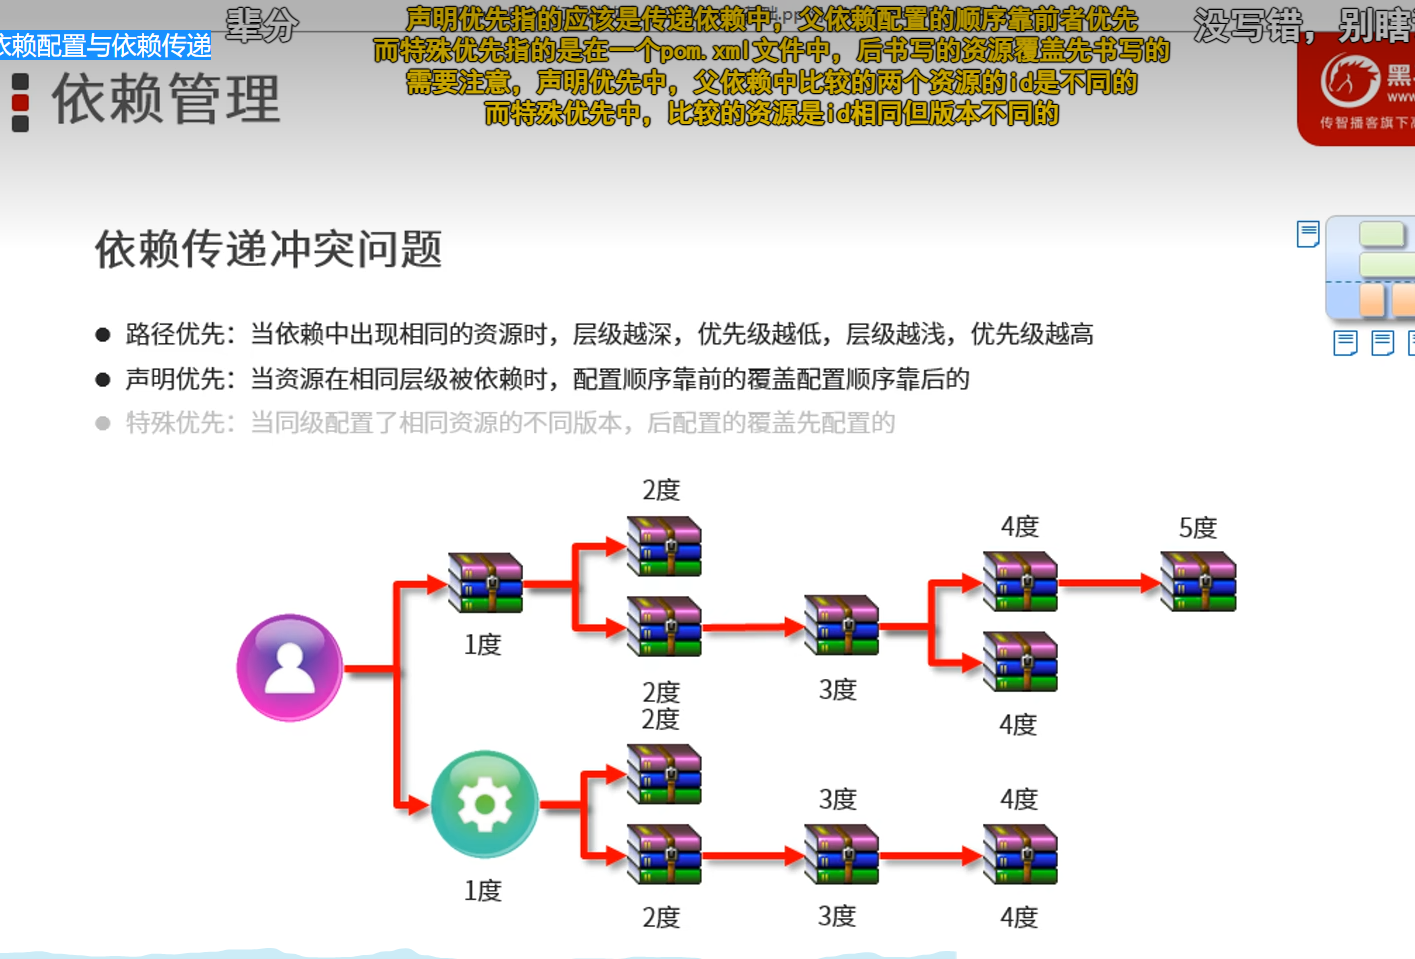 声明优先指的应该是传递依赖中，父依赖配置的顺序靠前者优先
辈分
没写错，别瞎
依赖配置与依赖传递
而特殊优先指的是在一个pom.xml文件中，后书写的资源覆盖先书写的
需要注意，声明优先中，父依赖中比较的两个资源的id是不同的
而特殊优先中，比较的资源是id相同但版本不同的
依赖管理
黑
www
传智播客旗下高
依赖传递冲突问题
● 路径优先：当依赖中出现相同的资源时，层级越深，优先级越低，层级越浅，优先级越高
● 声明优先：当资源在相同层级被依赖时，配置顺序靠前的覆盖配置顺序靠后的
● 特殊优先：当同级配置了相同资源的不同版本，后配置的覆盖先配置的
2度
4度
5度
1度
2度
3度
2度
4度
3度
4度
1度
2度
3度
4度